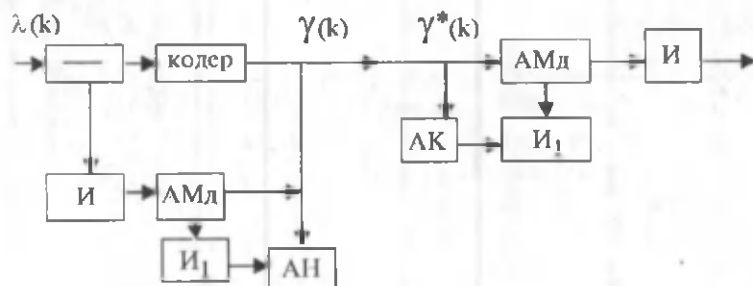 λ(k)
γ(k)
γ*(k)
кодер
АМд
И
АК
И1
И
АМд
И1
АН